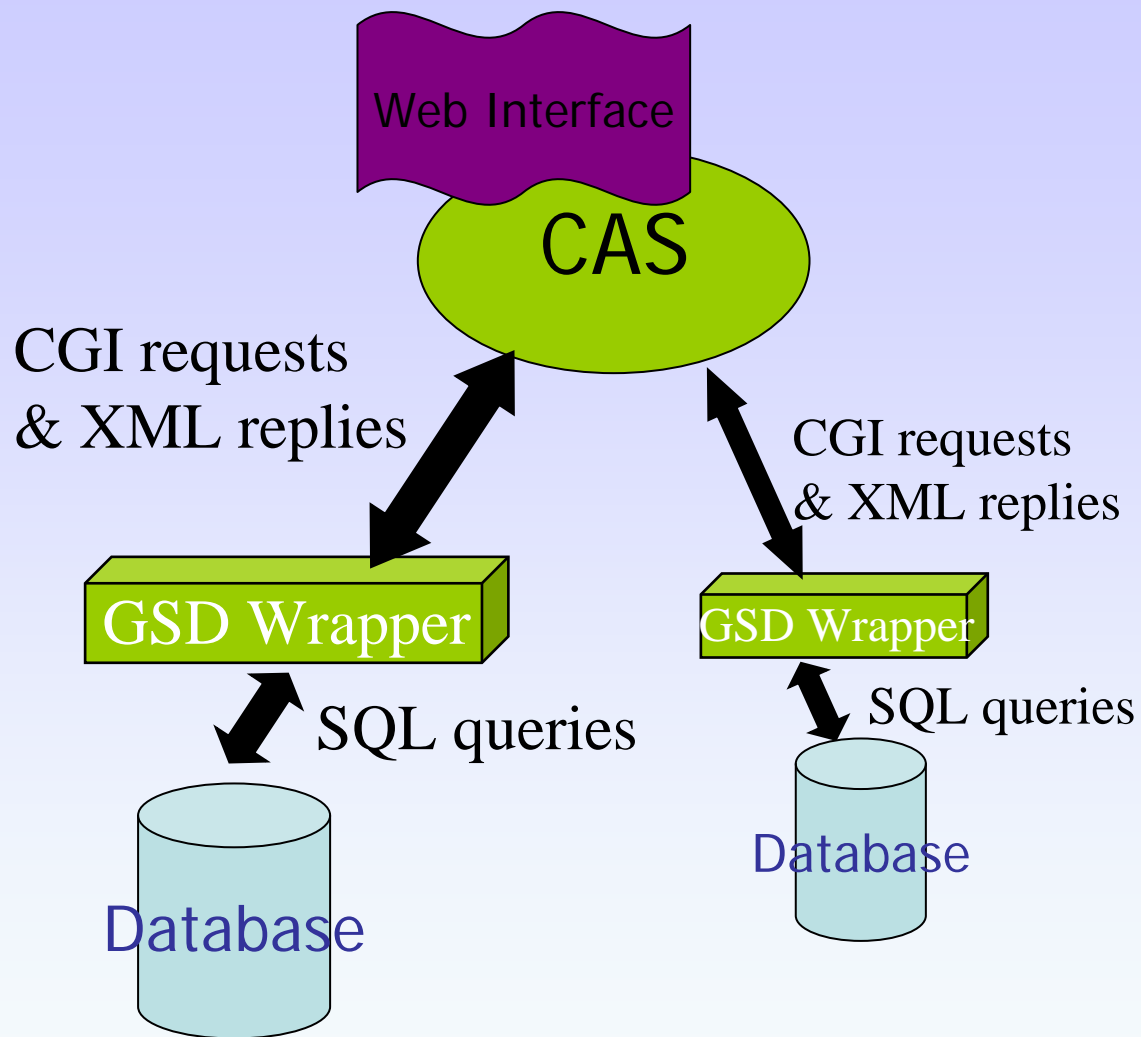 Web Interface
CAS
CGI requests
& XML replies
CGI requests
& XML replies
GSD Wrapper
GSD Wrapper
SQL queries
SQL queries
Database
Database